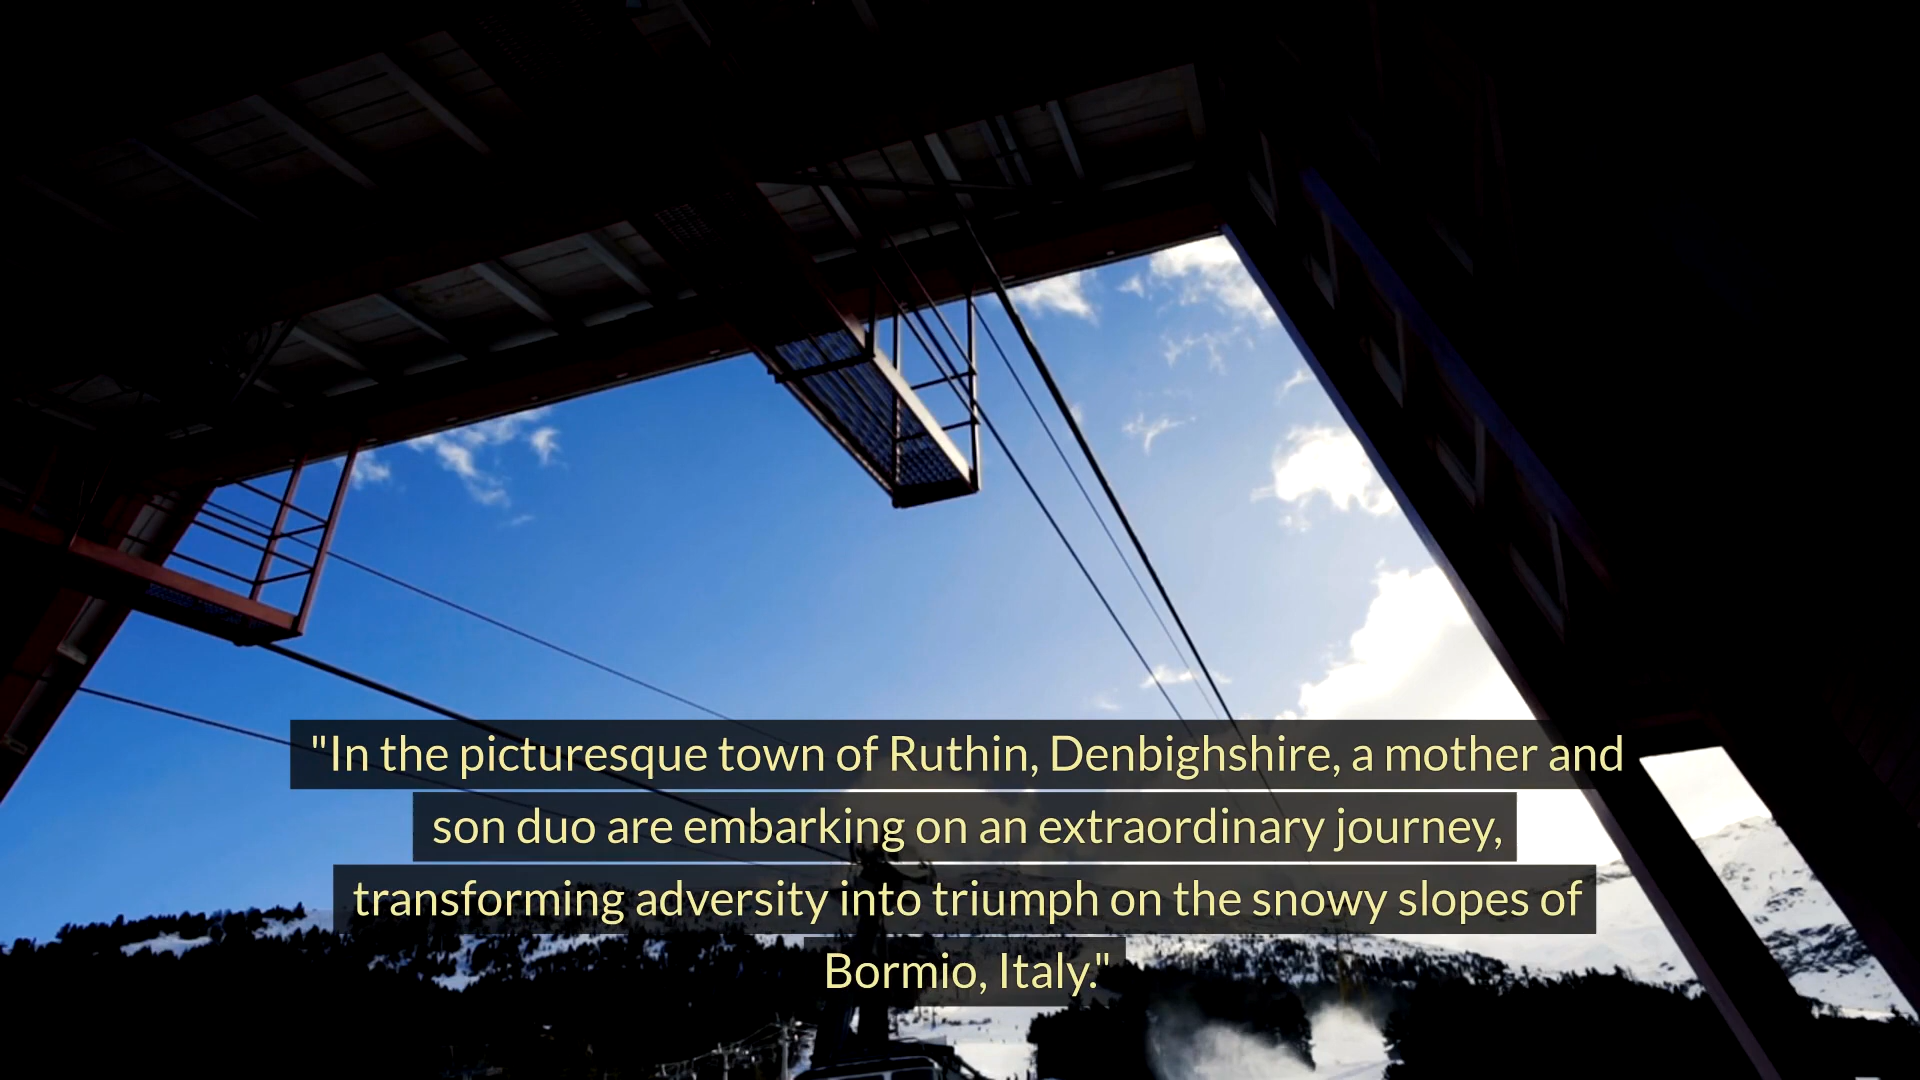 "In the picturesque town of Ruthin, Denbighshire, a mother and
son duo are embarking on an extraordinary journey,
transforming adversity into triumph on the snowy slopes of
Bormio, Italy."